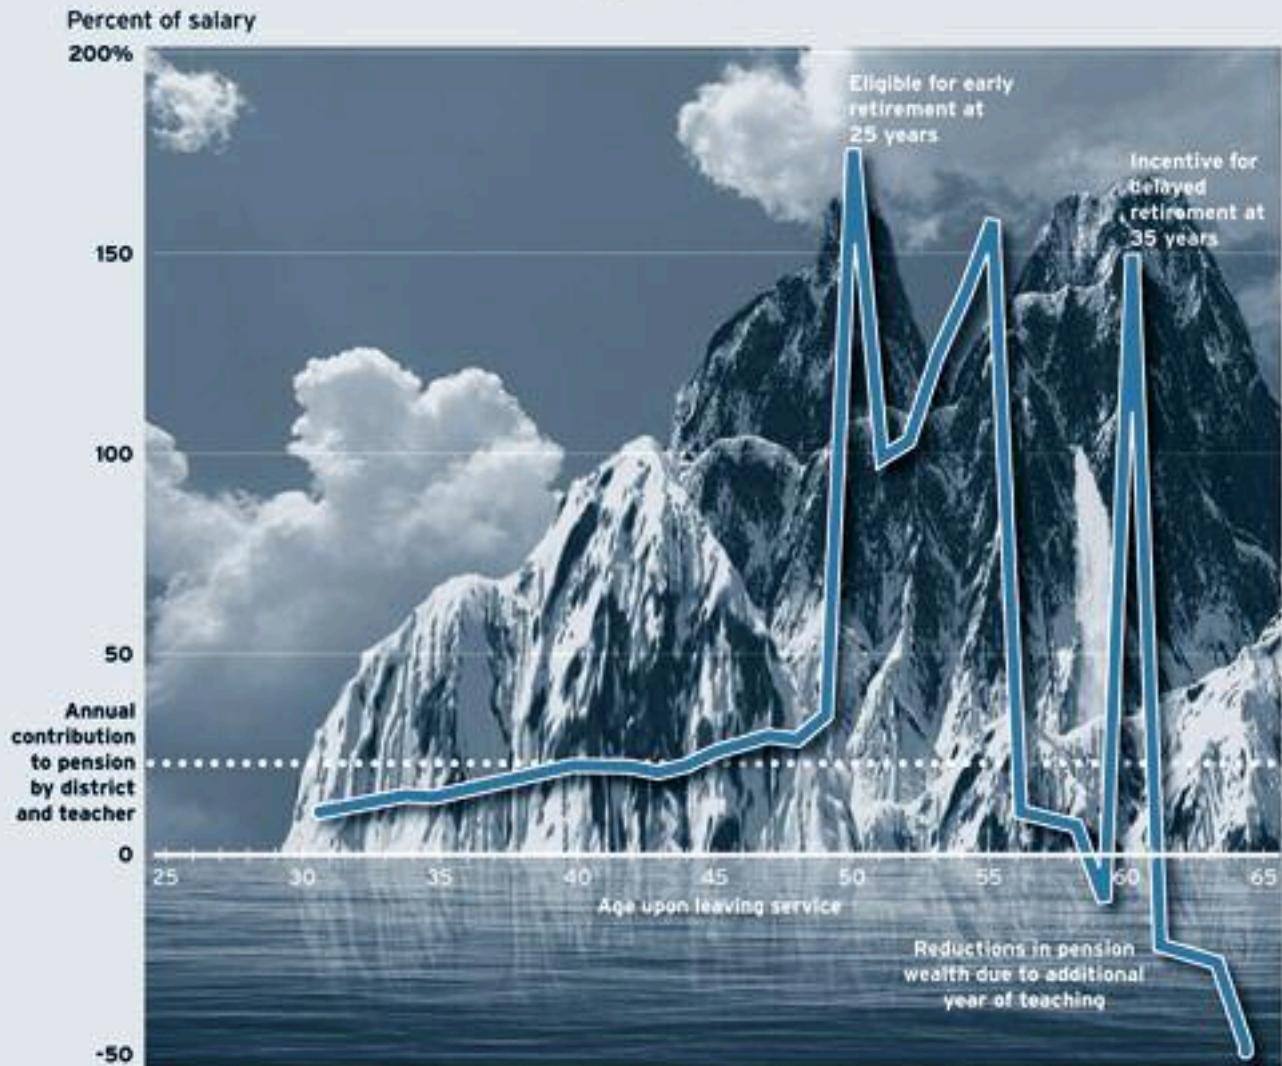 Percent of salary
200%
Eligible for early
retirement at
25 years
Incentive for
belayed
retirement at
35 years
150
100
50
Annual
contribution
to pension
by district
and teacher
0
25 30 35 40 45 50 55 60 65
Age upon leaving service
Reductions in pension
wealth due to additional
year of teaching
-50